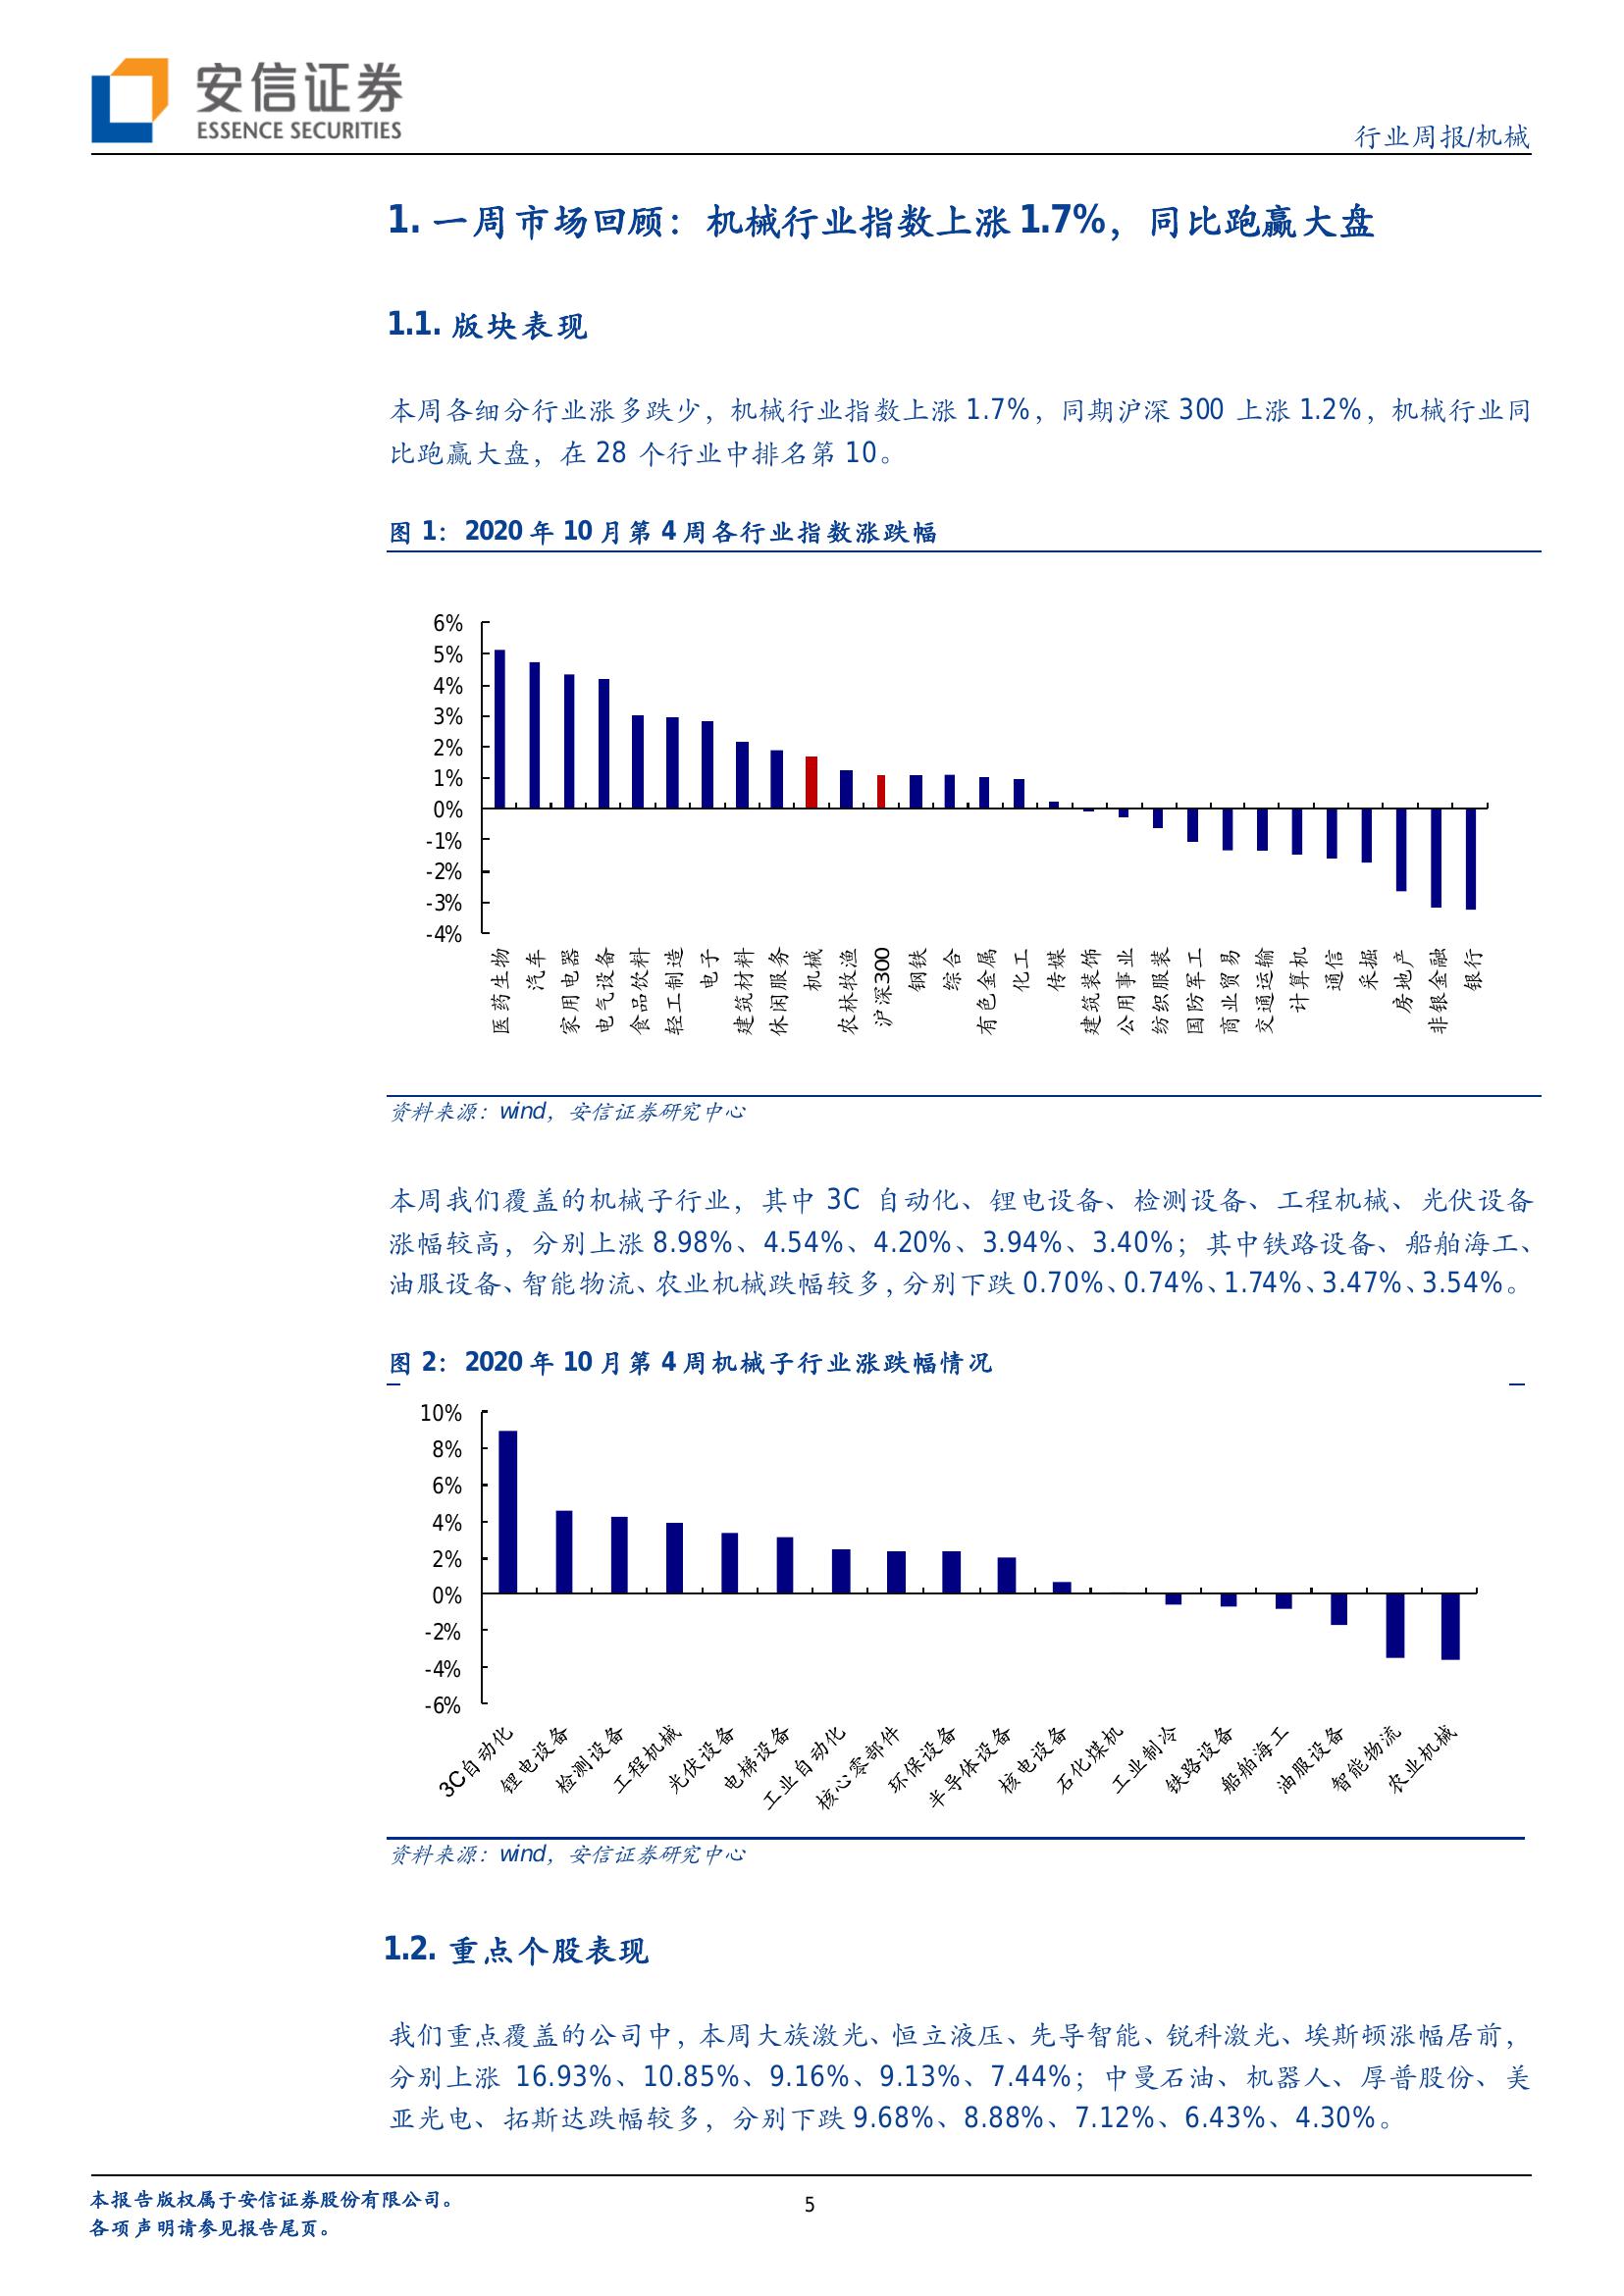 安信证券
ESSENCE SECURITIES
行业周报/机械
1. 一周市场回顾：机械行业指数上涨 1.7%，同比跑赢大盘
1.1. 版块表现
本周各细分行业涨多跌少，机械行业指数上涨 1.7%，同期沪深 300 上涨 1.2%，机械行业同
比跑赢大盘，在 28 个行业中排名第 10。
图 1：2020 年 10 月第 4 周各行业指数涨跌幅
6%
5%
4%
3%
2%
1%
0%
-1%
-2%
-3%
-4%
医药生物
汽车
家用电器
电气设备
食品饮料
轻工制造
电子
建筑材料
休闲服务
机械
农林牧渔
沪深300
钢铁
综合
有色金属
化工
传媒
建筑装饰
公用事业
纺织服装
国防军工
商业贸易
交通运输
计算机
通信
采掘
房地产
非银金融
银行
资料来源：wind，安信证券研究中心
本周我们覆盖的机械子行业，其中 3C 自动化、锂电设备、检测设备、工程机械、光伏设备
涨幅较高，分别上涨 8.98%、4.54%、4.20%、3.94%、3.40%；其中铁路设备、船舶海工、
油服设备、智能物流、农业机械跌幅较多，分别下跌 0.70%、0.74%、1.74%、3.47%、3.54%。
图 2：2020 年 10 月第 4 周机械子行业涨跌幅情况
10%
8%
6%
4%
2%
0%
-2%
-4%
-6%
3C自动化
锂电设备
检测设备
工程机械
光伏设备
电梯设备
工业自动化
核心零部件
环保设备
半导体设备
核电设备
石化煤机
工业制冷
铁路设备
船舶海工
油服设备
智能物流
农业机械
资料来源：wind，安信证券研究中心
1.2. 重点个股表现
我们重点覆盖的公司中，本周大族激光、恒立液压、先导智能、锐科激光、埃斯顿涨幅居前，
分别上涨 16.93%、10.85%、9.16%、9.13%、7.44%；中曼石油、机器人、厚普股份、美
亚光电、拓斯达跌幅较多，分别下跌 9.68%、8.88%、7.12%、6.43%、4.30%。
本报告版权属于安信证券股份有限公司。
各项声明请参见报告尾页。
5